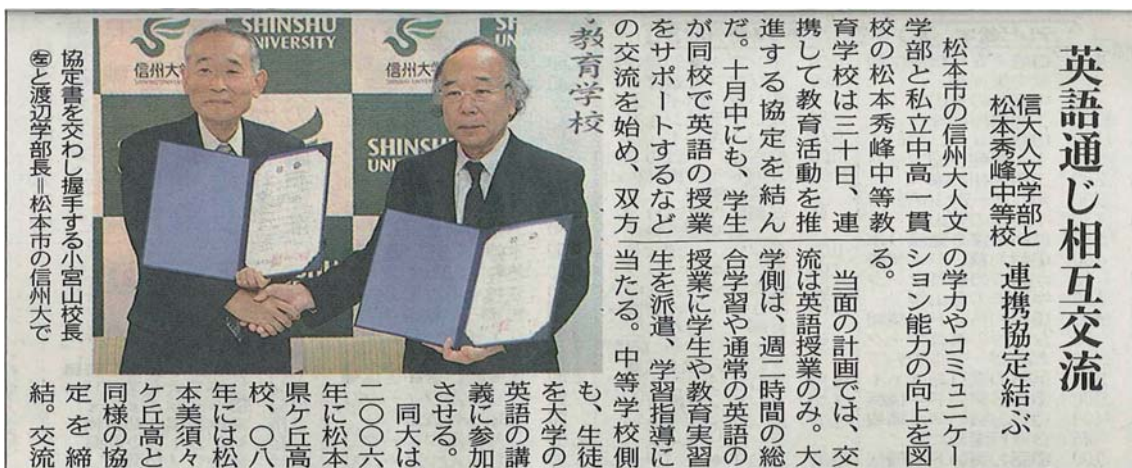 英語通じ相互交流
信大人文学部と
松本秀峰中等校
連携協定結ぶ
松本市の信州大人文
学部と私立中高一貫
校の松本秀峰中等教
育学校は三十日、連
携して教育活動を推
進する協定を結ん
だ。十月中にも、学生
が同校で英語の授業
をサポートするなど
の交流を始め、双方
の学力やコミュニケー
ション能力の向上を図
る。
当面の計画では、交
流は英語授業のみ。大
学側は、週二時間の総
合学習や通常の英語の
授業に学生や教育実習
生を派遣、学習指導に
当たる。中等学校側
も、生徒
を大学の
英語の講
義に参加
させる。
同大は
二〇〇六
年に松本
県ケ丘高
校、〇八
年には松
本美須々
ケ丘高と
同様の協
定を締
結。交流
教育学校
SHINSHU
UNIVERSITY
信州大学
信州大学
SHINSHU
協定書を交わし握手する小宮山校長
㊧と渡辺学部長＝松本市の信州大で